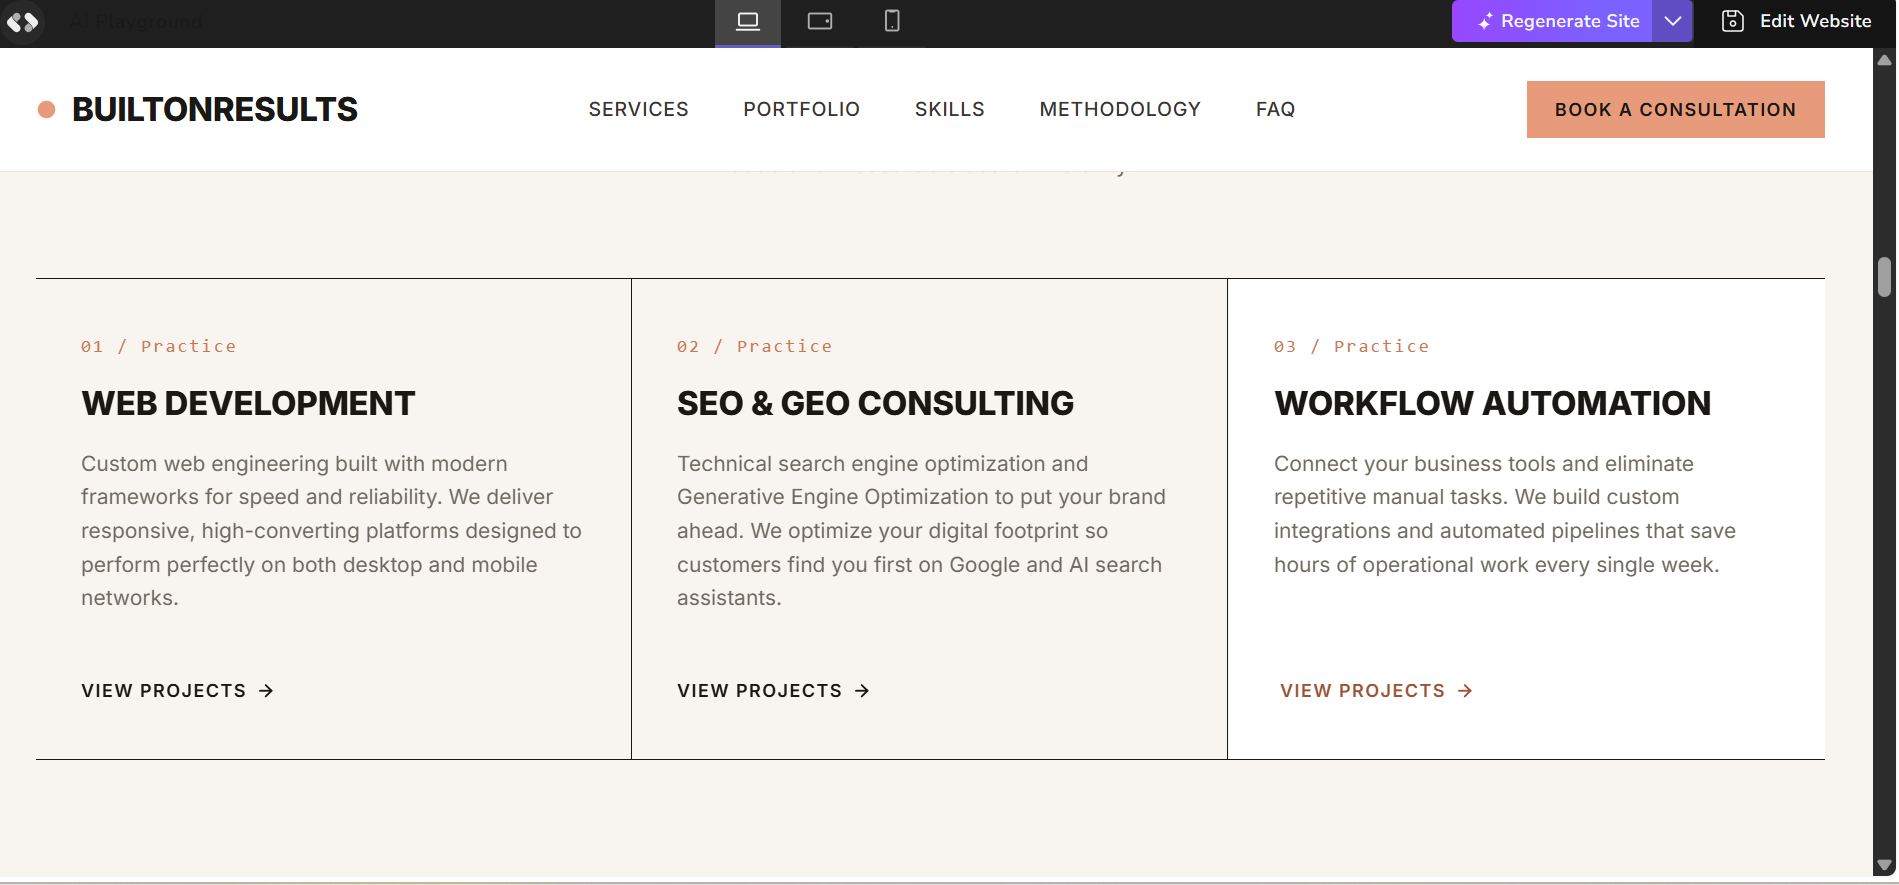 AI Playground
Regenerate Site
Edit Website
BUILTONRESULTS
SERVICES
PORTFOLIO
SKILLS
METHODOLOGY
FAQ
BOOK A CONSULTATION
01 / Practice
WEB DEVELOPMENT
Custom web engineering built with modern
frameworks for speed and reliability. We deliver
responsive, high-converting platforms designed to
perform perfectly on both desktop and mobile
networks.
VIEW PROJECTS →
02 / Practice
SEO & GEO CONSULTING
Technical search engine optimization and
Generative Engine Optimization to put your brand
ahead. We optimize your digital footprint so
customers find you first on Google and AI search
assistants.
VIEW PROJECTS →
03 / Practice
WORKFLOW AUTOMATION
Connect your business tools and eliminate
repetitive manual tasks. We build custom
integrations and automated pipelines that save
hours of operational work every single week.
VIEW PROJECTS →